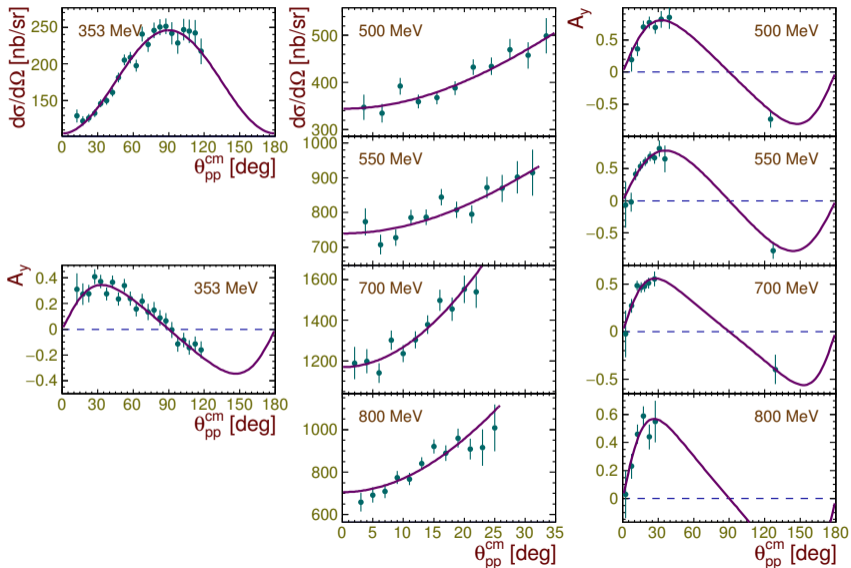 dσ/dΩ [nb/sr]
250
200
150
353 MeV
0 30 60 90 120 150 180
θ_pp^cm [deg]
A_y
0.4
0.2
0
−0.2
−0.4
353 MeV
0 30 60 90 120 150 180
θ_pp^cm [deg]
dσ/dΩ [nb/sr]
500
400
300
500 MeV
1000
900
800
700
550 MeV
1600
1400
1200
700 MeV
1000
800
600
800 MeV
0 5 10 15 20 25 30 35
θ_pp^cm [deg]
A_y
0.5
0
−0.5
500 MeV
0.5
0
−0.5
550 MeV
0.5
0
−0.5
700 MeV
0.6
0.4
0.2
0
800 MeV
0 30 60 90 120 150 180
θ_pp^cm [deg]